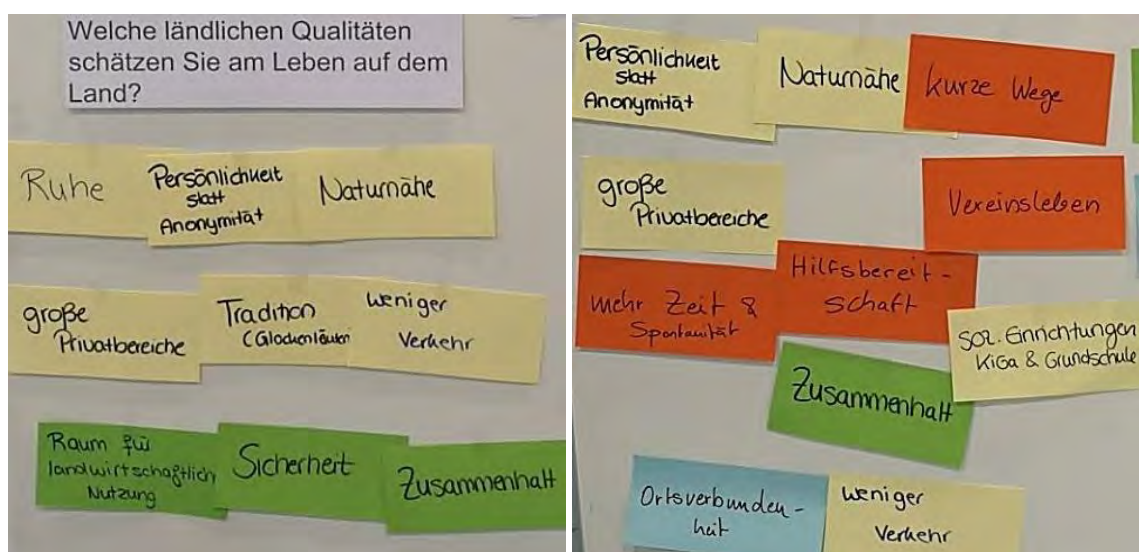 Welche ländlichen Qualitäten
schätzen Sie am Leben auf dem
Land?
Ruhe
Persönlichkeit
statt
Anonymität
Naturnähe
große
Privatbereiche
Tradition
(Glockenläuten
weniger
Verkehr
Raum für
landwirtschaftlich
Nutzung
Sicherheit
Zusammenhalt
Persönlichkeit
statt
Anonymität
Naturnähe
kurze Wege
große
Privatbereiche
Vereinsleben
mehr Zeit &
Spontanität
Hilfsbereit-
schaft
soz. Einrichtungen
KiGa & Grundschule
Zusammenhalt
Ortsverbunden-
heit
weniger
Verkehr